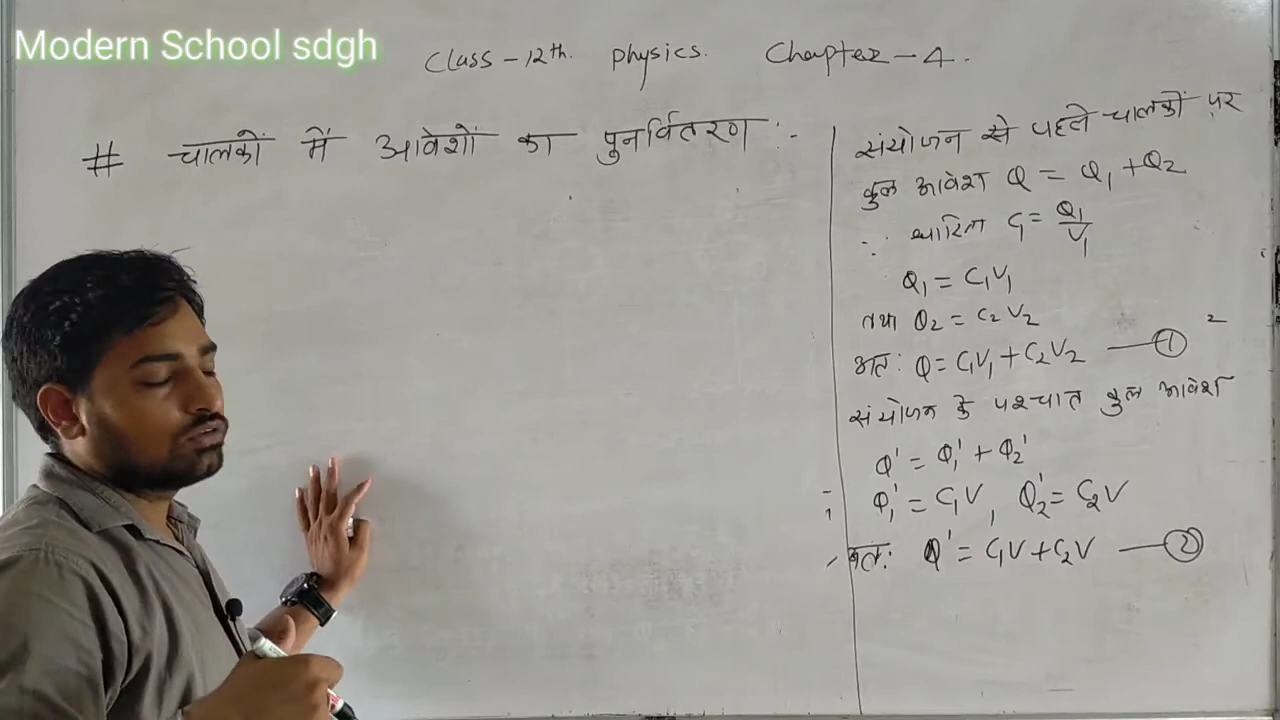 Modern School sdgh
Class - 12th. Physics. Chapter - 4.
# चालकों में आवेशों का पुनर्वितरण :-
संयोजन से पहले चालकों पर
कुल आवेश Q = Q₁ + Q₂
∵ धारिता C₁ = Q₁/V₁
Q₁ = C₁V₁
तथा Q₂ = C₂V₂
अतः Q = C₁V₁ + C₂V₂ —①
संयोजन के पश्चात कुल आवेश
Q' = Q₁' + Q₂'
Q₁' = C₁V , Q₂' = C₂V
अतः Q' = C₁V + C₂V —②